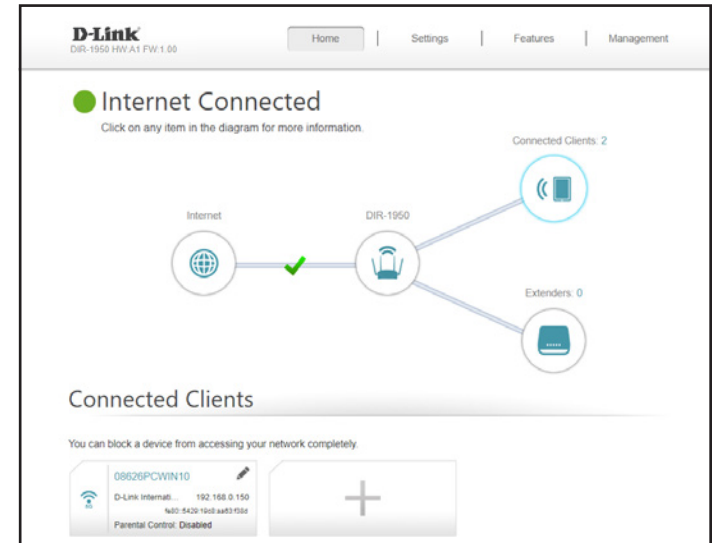 D-Link
DIR-1950 HW:A1 FW:1.00
Home | Settings | Features | Management
Internet Connected
Click on any item in the diagram for more information.
Connected Clients: 2
Internet
DIR-1950
Extenders: 0
Connected Clients
You can block a device from accessing your network completely.
08626PCWIN10
D-Link Internati... 192.168.0.150
Parental Control: Disabled